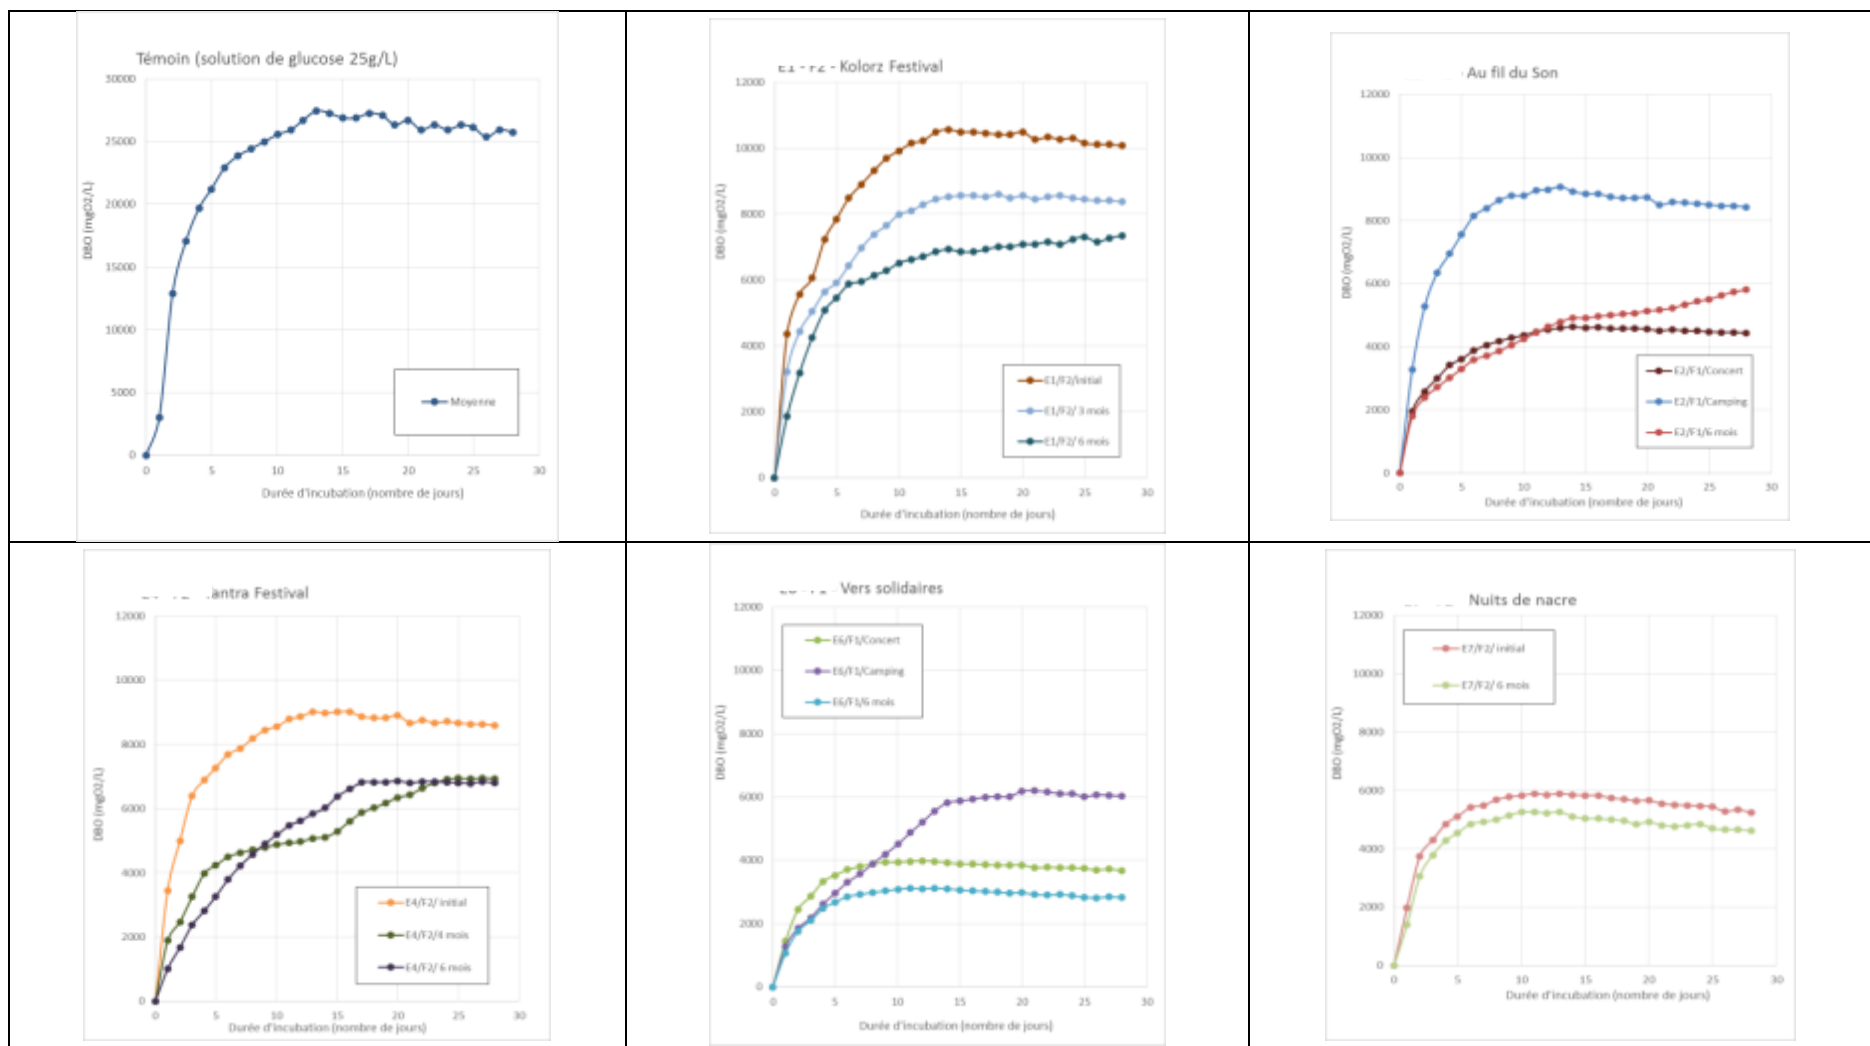 Témoin (solution de glucose 25g/L)
30000
25000
20000
15000
10000
5000
0
DBO (mgO2/L)
Moyenne
0 5 10 15 20 25 30
Durée d'incubation (nombre de jours)
E1 - F2 - Kolorz Festival
12000
10000
8000
6000
4000
2000
0
DBO (mgO2/L)
E1/F2/initial
E1/F2/ 3 mois
E1/F2/ 6 mois
0 5 10 15 20 25 30
Durée d'incubation (nombre de jours)
Au fil du Son
12000
10000
8000
6000
4000
2000
0
DBO (mgO2/L)
E2/F1/Concert
E2/F1/Camping
E2/F1/6 mois
0 5 10 15 20 25 30
Durée d'incubation (nombre de jours)
Festival
12000
10000
8000
6000
4000
2000
0
DBO (mgO2/L)
E4/F2/ initial
E4/F2/4 mois
E4/F2/ 6 mois
0 5 10 15 20 25 30
Durée d'incubation (nombre de jours)
Vers solidaires
12000
10000
8000
6000
4000
2000
0
DBO (mgO2/L)
E6/F1/Concert
E6/F1/Camping
E6/F1/6 mois
0 5 10 15 20 25 30
Durée d'incubation (nombre de jours)
Nuits de nacre
12000
10000
8000
6000
4000
2000
0
DBO (mgO2/L)
E7/F2/ initial
E7/F2/ 6 mois
0 5 10 15 20 25 30
Durée d'incubation (nombre de jours)